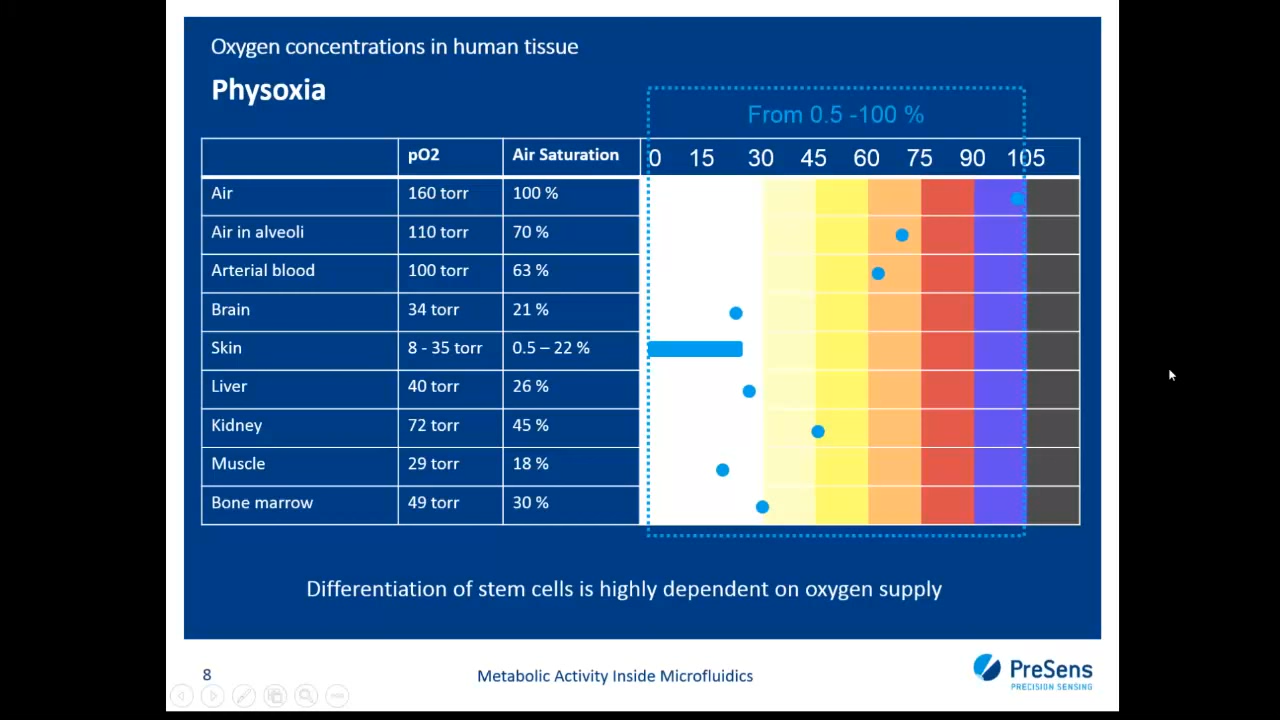 Oxygen concentrations in human tissue
Physoxia
From 0.5 -100 %
pO2 Air Saturation 0 15 30 45 60 75 90 105
Air 160 torr 100 %
Air in alveoli 110 torr 70 %
Arterial blood 100 torr 63 %
Brain 34 torr 21 %
Skin 8 - 35 torr 0.5 – 22 %
Liver 40 torr 26 %
Kidney 72 torr 45 %
Muscle 29 torr 18 %
Bone marrow 49 torr 30 %
Differentiation of stem cells is highly dependent on oxygen supply
8 Metabolic Activity Inside Microfluidics
PreSens
PRECISION SENSING